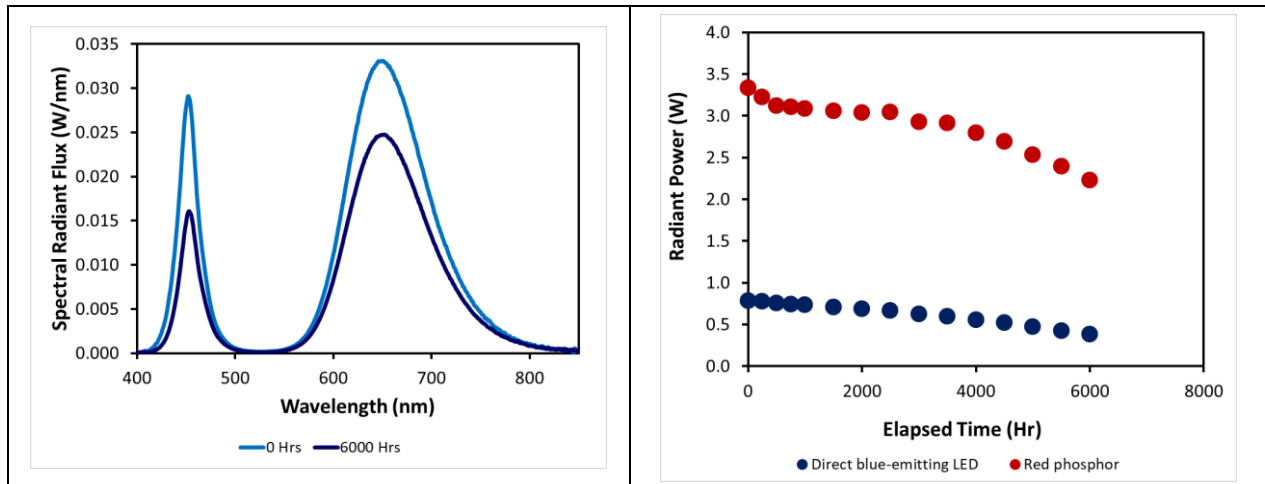 Spectral Radiant Flux (W/nm)
0.035
0.030
0.025
0.020
0.015
0.010
0.005
0.000
400 500 600 700 800
Wavelength (nm)
0 Hrs 6000 Hrs
Radiant Power (W)
4.0
3.5
3.0
2.5
2.0
1.5
1.0
0.5
0.0
0 2000 4000 6000 8000
Elapsed Time (Hr)
Direct blue-emitting LED Red phosphor